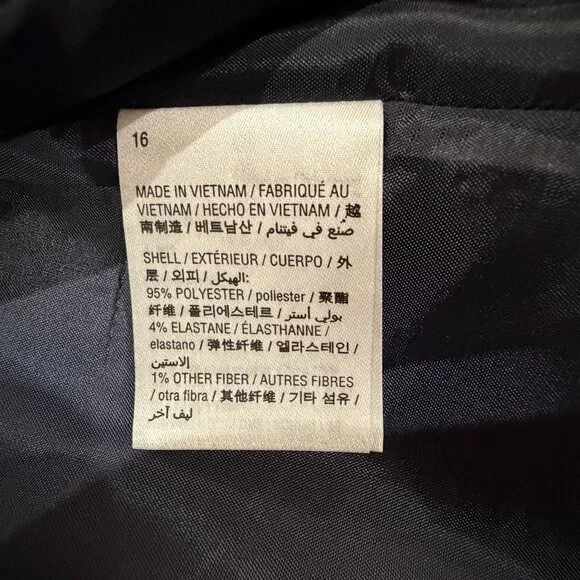 16
MADE IN VIETNAM / FABRIQUÉ AU
VIETNAM / HECHO EN VIETNAM / 越
南制造 / 베트남산 / صُنع في فيتنام
SHELL / EXTÉRIEUR / CUERPO / 外
层 / 외피 / الهيكل:
95% POLYESTER / poliester / 聚酯
纤维 / 폴리에스테르 / بولي أستر
4% ELASTANE / ÉLASTHANNE /
elastano / 弹性纤维 / 엘라스테인 /
الاستين
1% OTHER FIBER / AUTRES FIBRES
/ otra fibra / 其他纤维 / 기타 섬유 /
ليف آخر